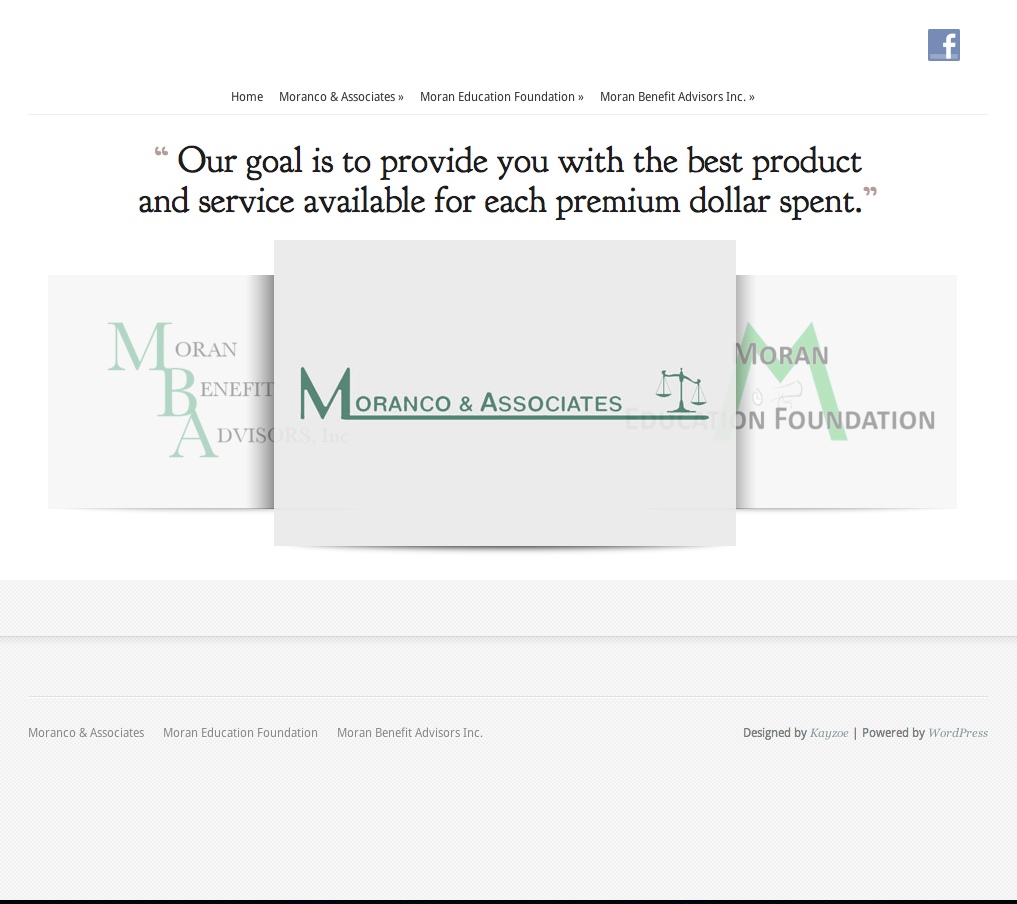 f
Home Moranco & Associates » Moran Education Foundation » Moran Benefit Advisors Inc. »
“ Our goal is to provide you with the best product
and service available for each premium dollar spent.”
MORAN
BENEFIT
ADVISORS, Inc
MORANCO & ASSOCIATES
MORAN
EDUCATION FOUNDATION
Moranco & Associates Moran Education Foundation Moran Benefit Advisors Inc.
Designed by Kayzoe | Powered by WordPress